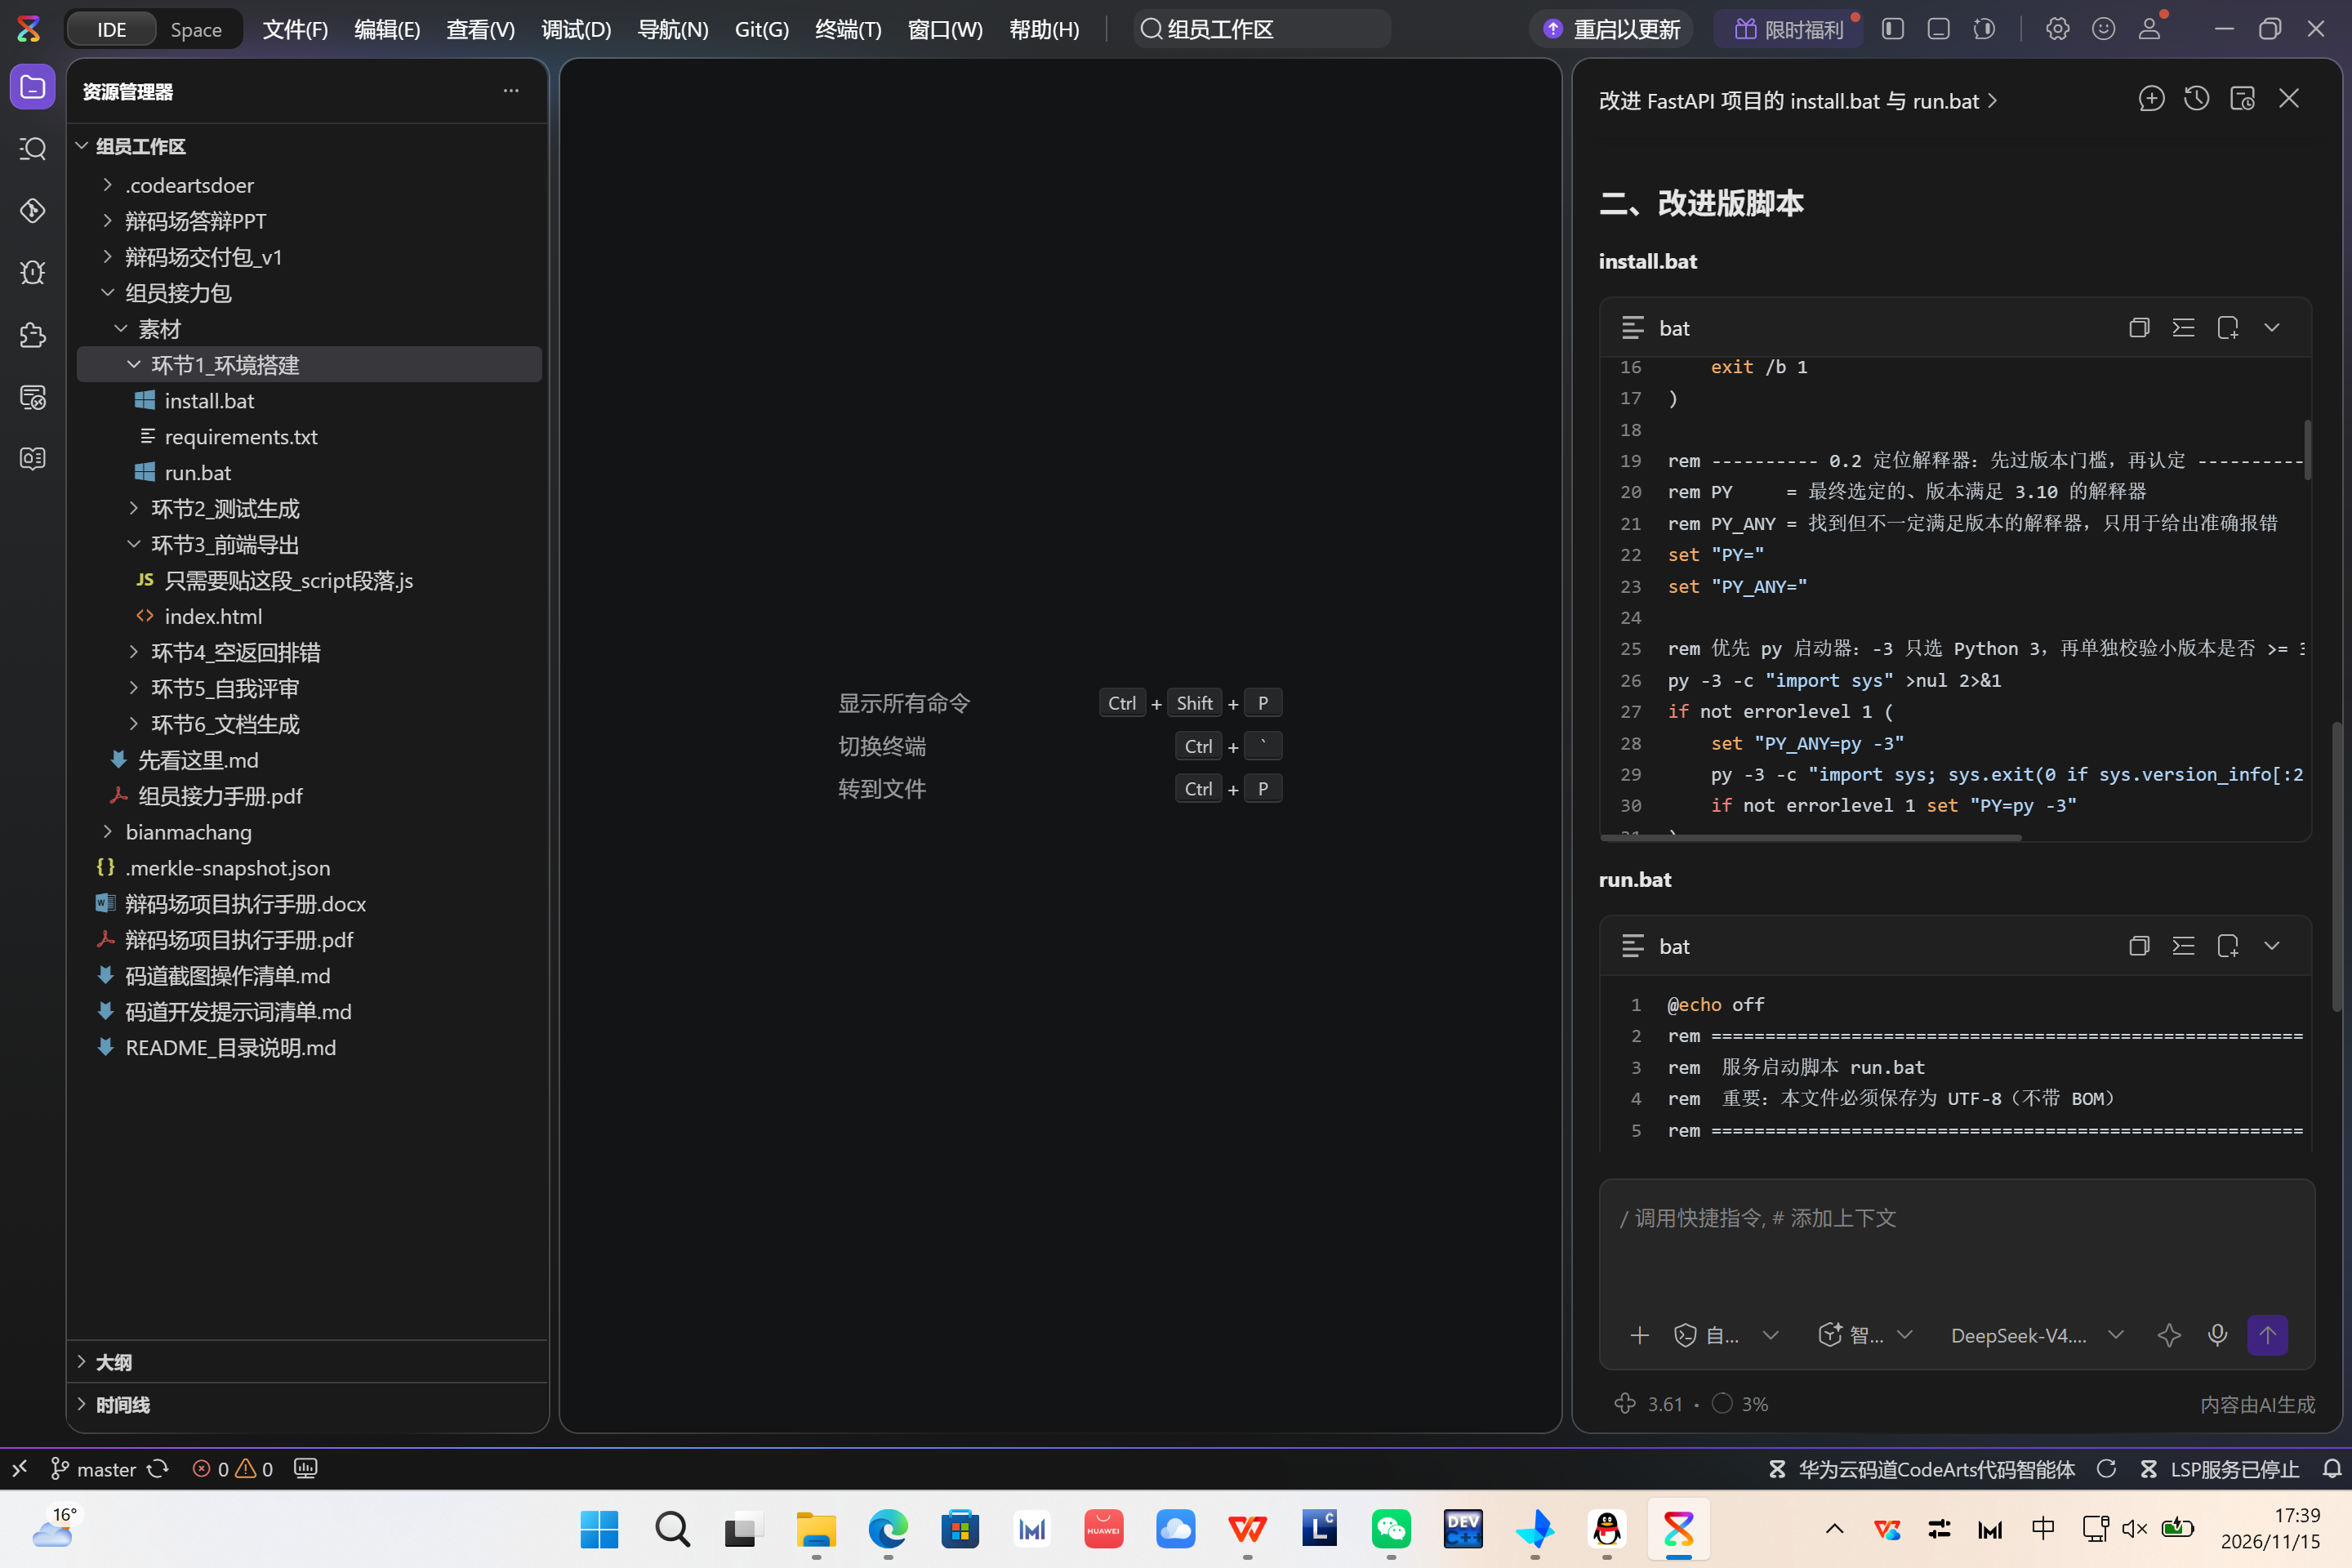 IDE Space 文件(F) 编辑(E) 查看(V) 调试(D) 导航(N) Git(G) 终端(T) 窗口(W) 帮助(H) 组员工作区 重启以更新 限时福利
资源管理器
组员工作区
.codeartsdoer
辩码场答辩PPT
辩码场交付包_v1
组员接力包
素材
环节1_环境搭建
install.bat
requirements.txt
run.bat
环节2_测试生成
环节3_前端导出
JS 只需要贴这段_script段落.js
index.html
环节4_空返回排错
环节5_自我评审
环节6_文档生成
先看这里.md
组员接力手册.pdf
bianmachang
.merkle-snapshot.json
辩码场项目执行手册.docx
辩码场项目执行手册.pdf
码道截图操作清单.md
码道开发提示词清单.md
README_目录说明.md
大纲
时间线
显示所有命令 Ctrl + Shift + P
切换终端 Ctrl + `
转到文件 Ctrl + P
改进 FastAPI 项目的 install.bat 与 run.bat
二、改进版脚本
install.bat
bat
16 exit /b 1
17 )
18
19 rem ---------- 0.2 定位解释器：先过版本门槛，再认定 ----------
20 rem PY = 最终选定的、版本满足 3.10 的解释器
21 rem PY_ANY = 找到但不一定满足版本的解释器，只用于给出准确报错
22 set "PY="
23 set "PY_ANY="
24
25 rem 优先 py 启动器：-3 只选 Python 3，再单独校验小版本是否 >= 3
26 py -3 -c "import sys" >nul 2>&1
27 if not errorlevel 1 (
28 set "PY_ANY=py -3"
29 py -3 -c "import sys; sys.exit(0 if sys.version_info[:2
30 if not errorlevel 1 set "PY=py -3"
run.bat
bat
1 @echo off
2 rem =======================================================
3 rem 服务启动脚本 run.bat
4 rem 重要：本文件必须保存为 UTF-8（不带 BOM）
5 rem =======================================================
/ 调用快捷指令, # 添加上下文
自... 智... DeepSeek-V4....
3.61 · 3% 内容由AI生成
master 0 0 华为云码道CodeArts代码智能体 LSP服务已停止
16° HUAWEI LC DEV C++ 中 17:39
2026/11/15